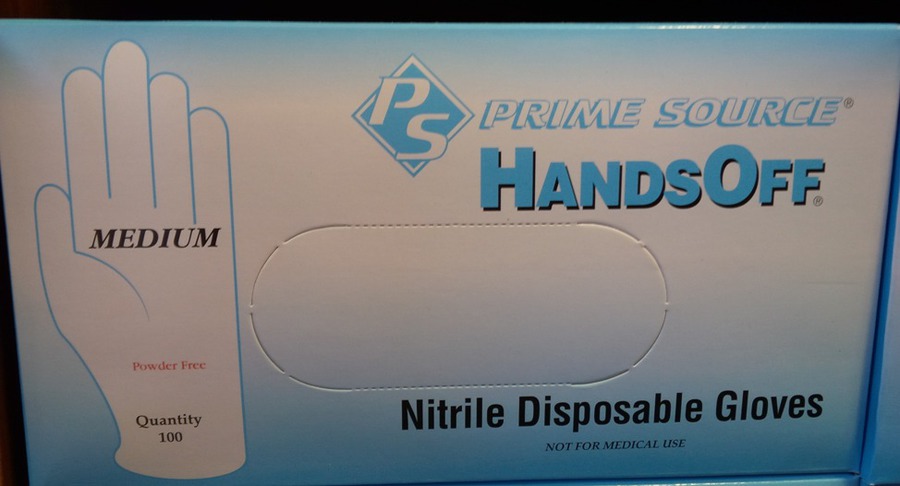 PS
PRIME SOURCE®
HANDSOFF®
MEDIUM
Powder Free
Quantity
100
Nitrile Disposable Gloves
NOT FOR MEDICAL USE